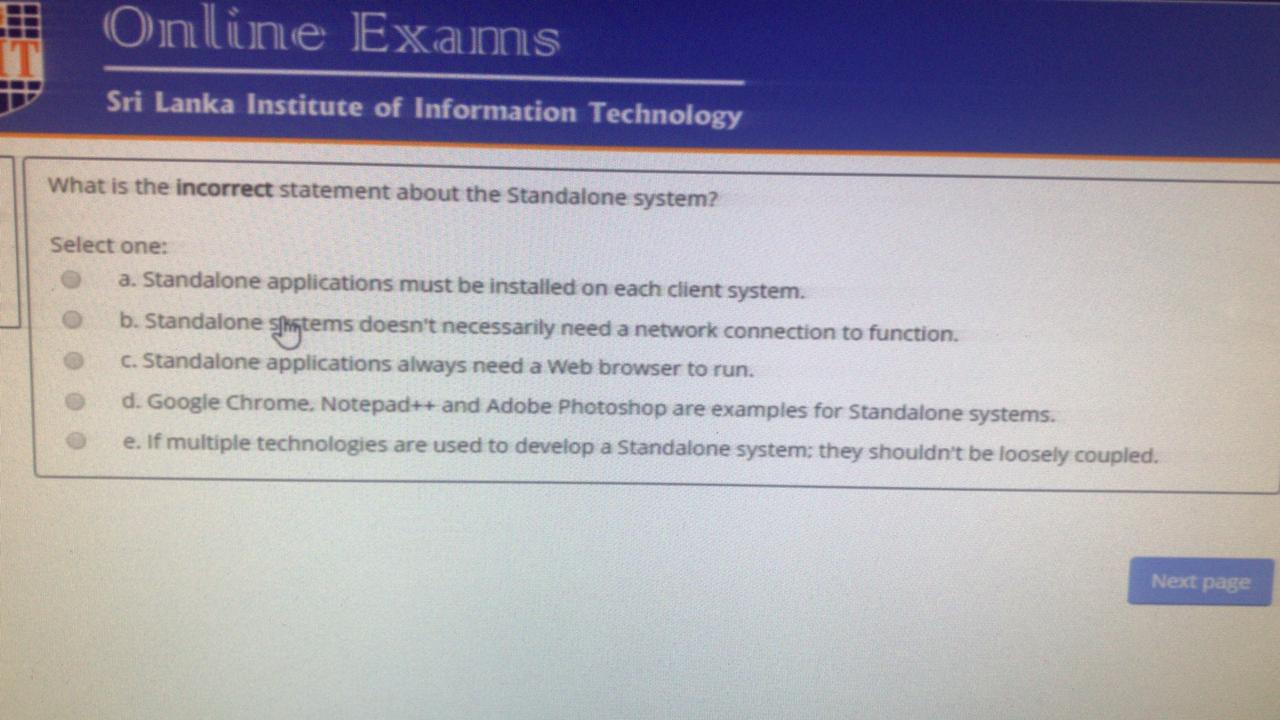 Online Exams
IT
Sri Lanka Institute of Information Technology
What is the incorrect statement about the Standalone system?
Select one:
a. Standalone applications must be installed on each client system.
b. Standalone systems doesn't necessarily need a network connection to function.
c. Standalone applications always need a Web browser to run.
d. Google Chrome, Notepad++ and Adobe Photoshop are examples for Standalone systems.
e. If multiple technologies are used to develop a Standalone system; they shouldn't be loosely coupled.
Next page